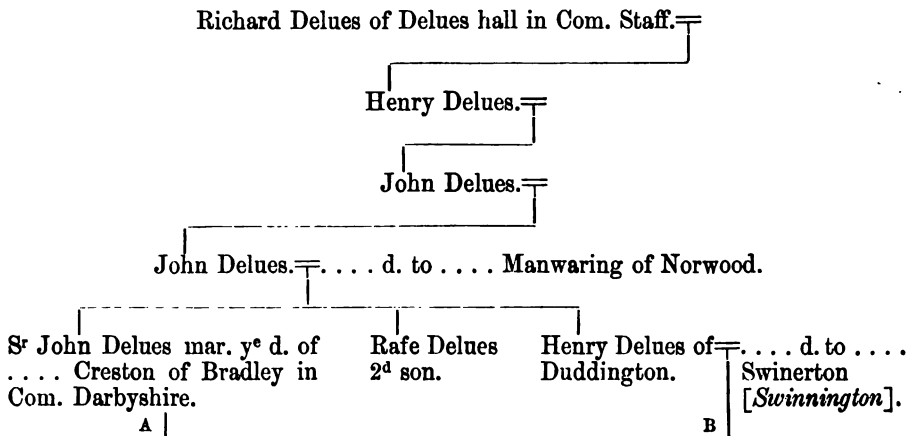 Richard Delues of Delues hall in Com. Staff.
Henry Delues.
John Delues.
John Delues. . . . . d. to . . . . Manwaring of Norwood.
Sr John Delues mar. ye d. of
. . . . Creston of Bradley in
Com. Darbyshire.
Rafe Delues
2d son.
Henry Delues of
Duddington.
. . . . d. to . . . .
Swinerton
[Swinnington].
A
B